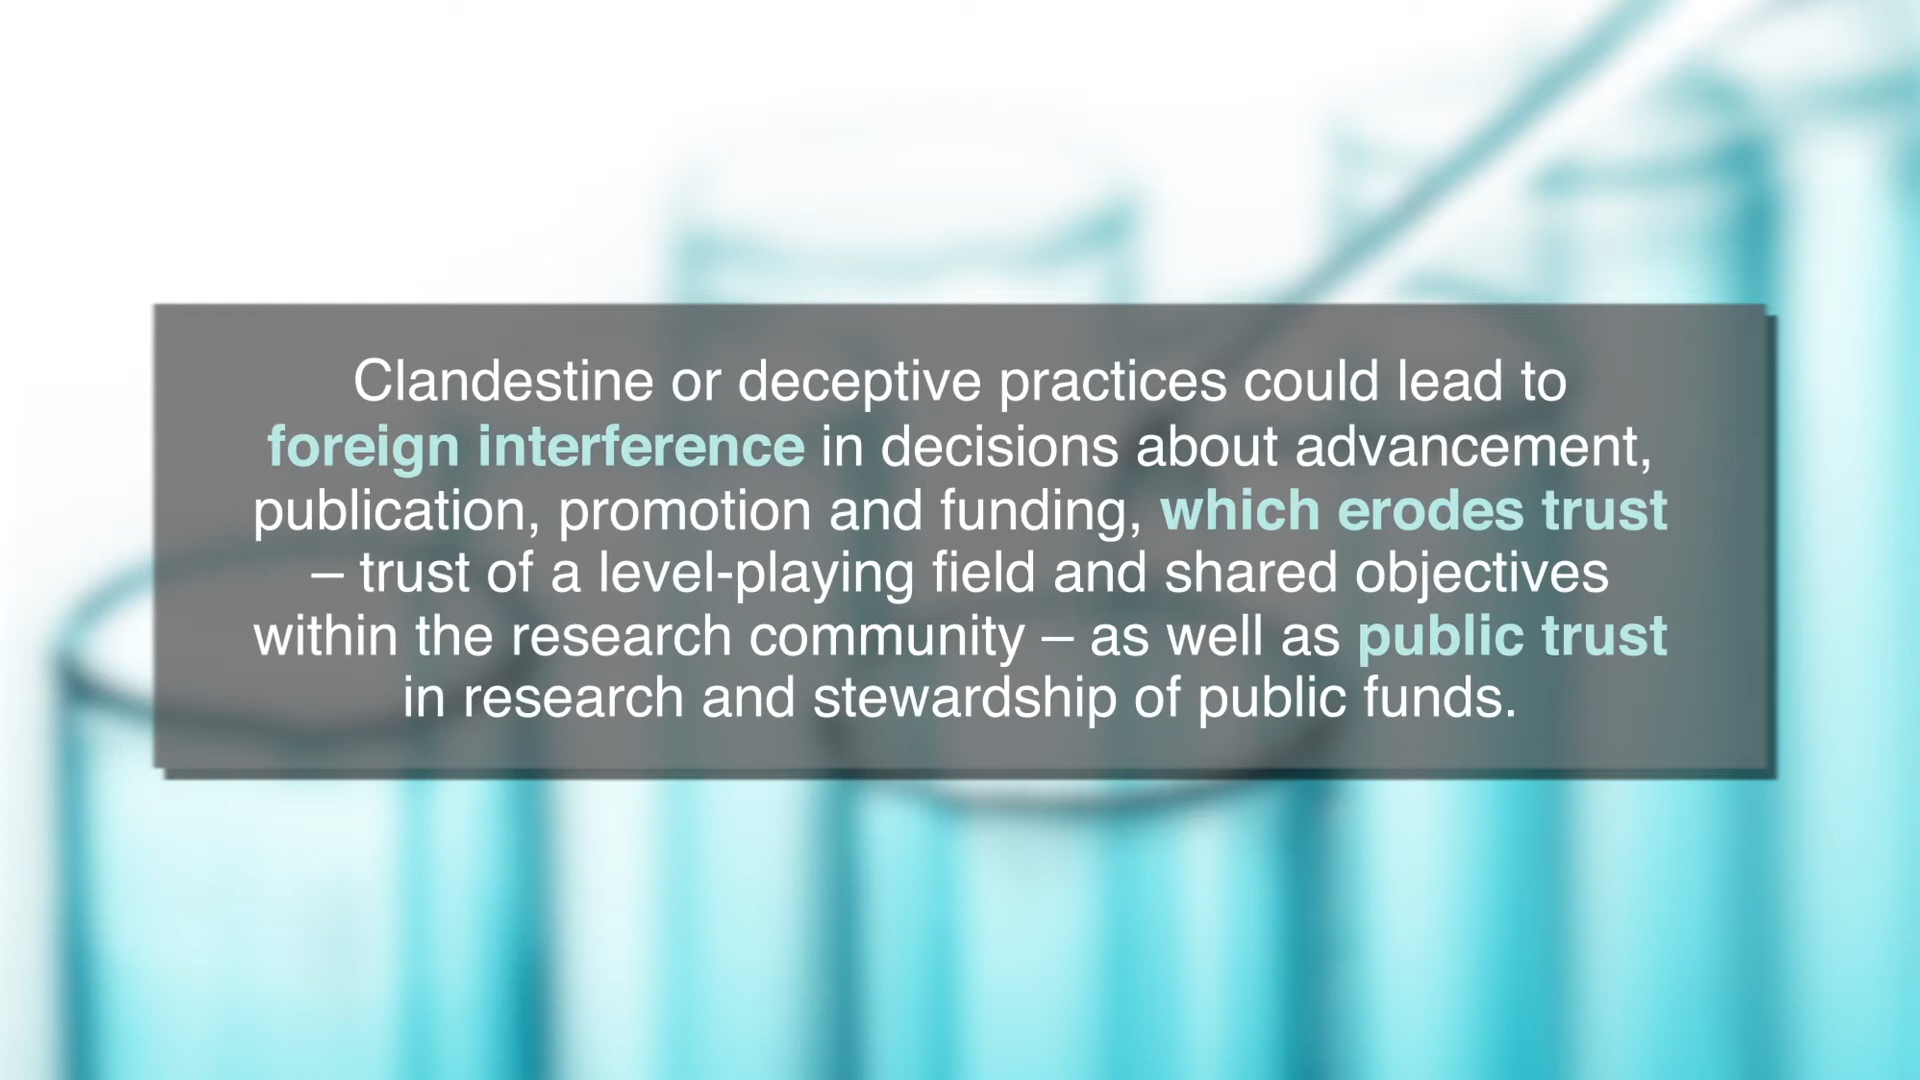 Clandestine or deceptive practices could lead to
foreign interference in decisions about advancement,
publication, promotion and funding, which erodes trust
– trust of a level-playing field and shared objectives
within the research community – as well as public trust
in research and stewardship of public funds.